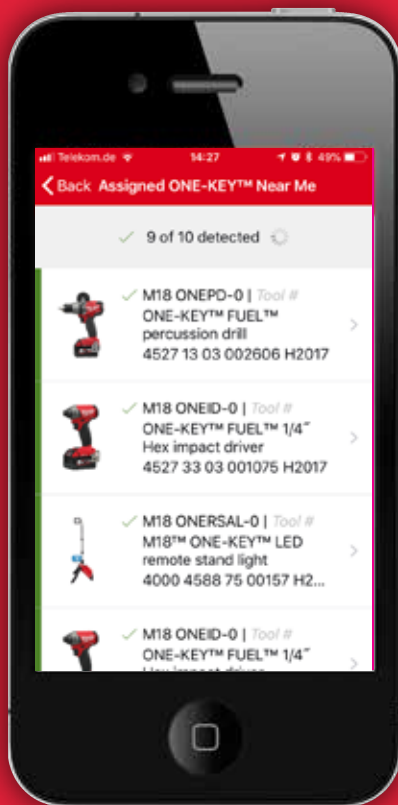 Telekom.de 14:27 49%
Back Assigned ONE-KEY™ Near Me
9 of 10 detected
M18 ONEPD-0 | Tool #
ONE-KEY™ FUEL™
percussion drill
4527 13 03 002606 H2017
M18 ONEID-0 | Tool #
ONE-KEY™ FUEL™ 1/4″
Hex impact driver
4527 33 03 001075 H2017
M18 ONERSAL-0 | Tool #
M18™ ONE-KEY™ LED
remote stand light
4000 4588 75 00157 H2...
M18 ONEID-0 | Tool #
ONE-KEY™ FUEL™ 1/4″
Hex impact driver